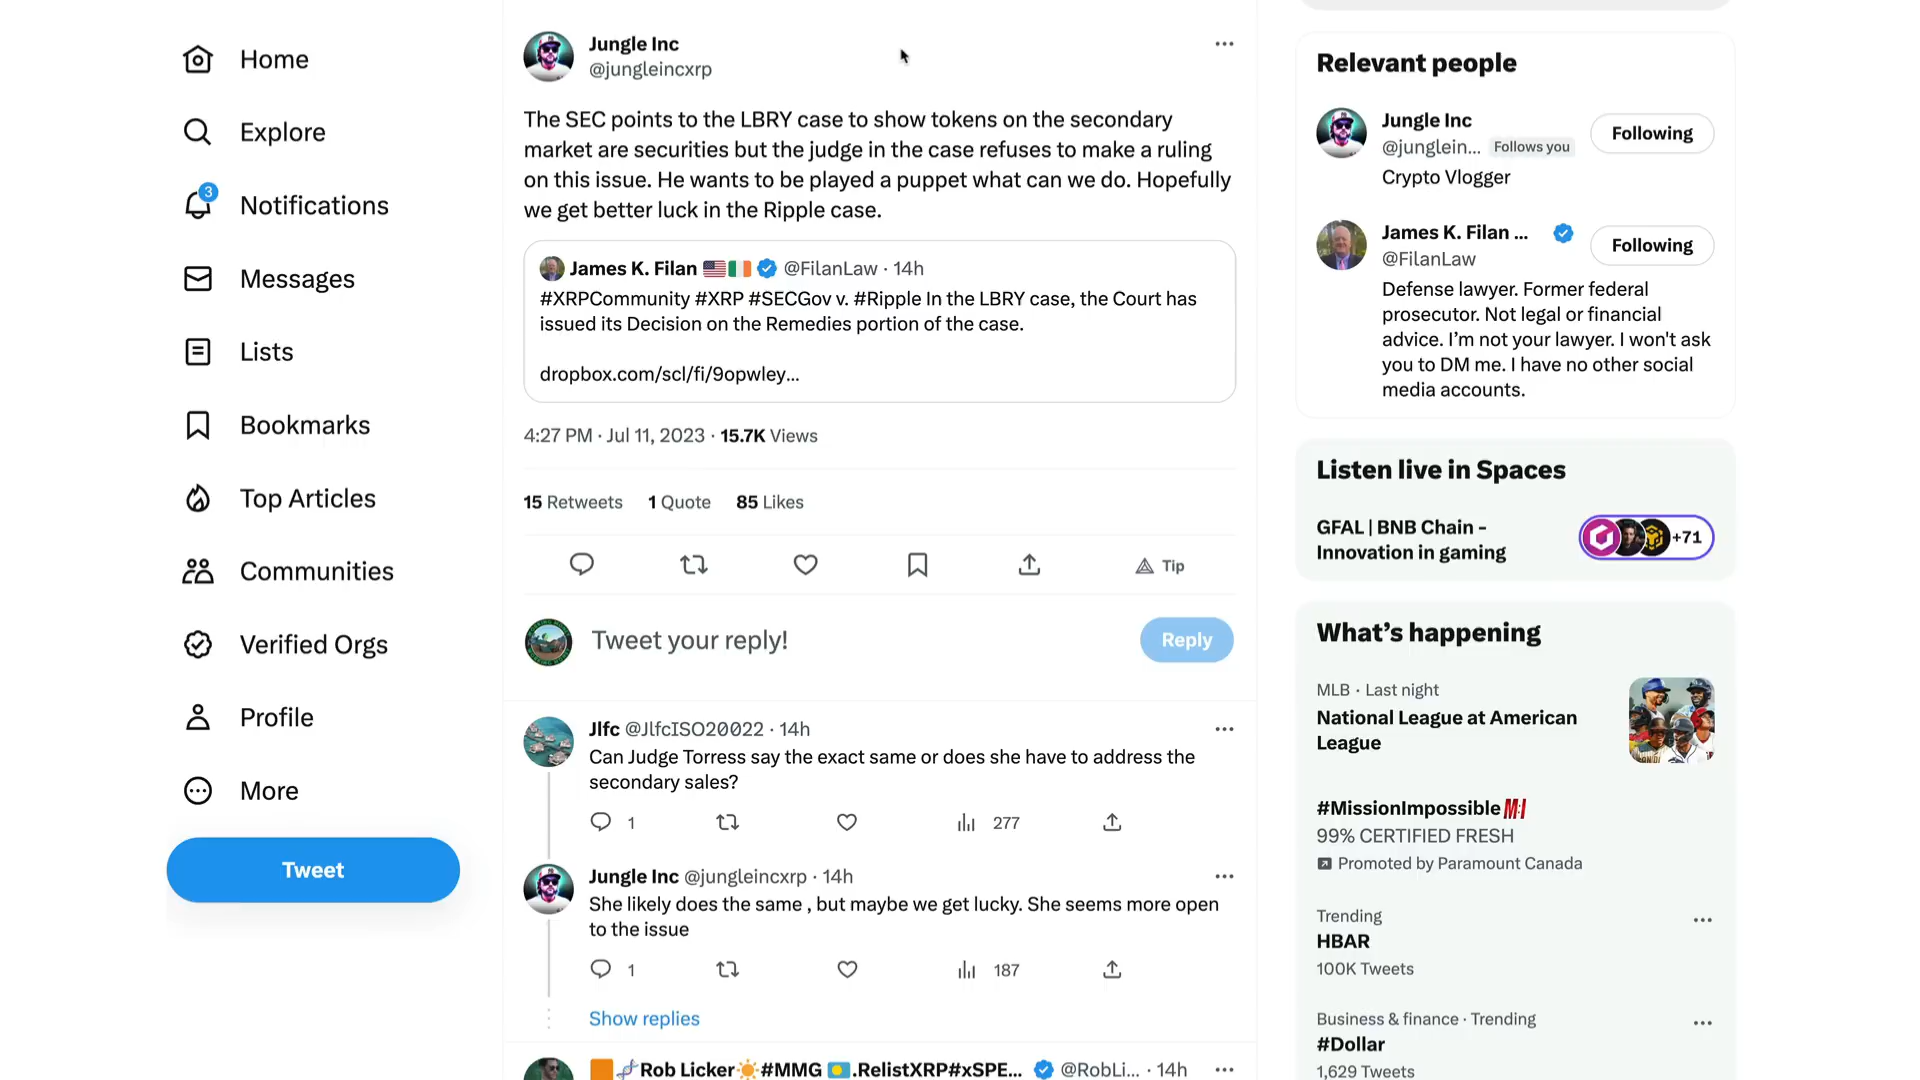 Home
Explore
3
Notifications
Messages
Lists
Bookmarks
Top Articles
Communities
Verified Orgs
Profile
More
Tweet
Jungle Inc
@jungleincxrp
The SEC points to the LBRY case to show tokens on the secondary
market are securities but the judge in the case refuses to make a ruling
on this issue. He wants to be played a puppet what can we do. Hopefully
we get better luck in the Ripple case.
James K. Filan 🇺🇸🇮🇪 @FilanLaw · 14h
#XRPCommunity #XRP #SECGov v. #Ripple In the LBRY case, the Court has
issued its Decision on the Remedies portion of the case.
dropbox.com/scl/fi/9opwley...
4:27 PM · Jul 11, 2023 · 15.7K Views
15 Retweets 1 Quote 85 Likes
Tip
Tweet your reply!
Reply
Jlfc @JlfcISO20022 · 14h
Can Judge Torress say the exact same or does she have to address the
secondary sales?
1 277
Jungle Inc @jungleincxrp · 14h
She likely does the same , but maybe we get lucky. She seems more open
to the issue
1 187
Show replies
Rob Licker☀️#MMG 🇵🇼.RelistXRP#xSPE... @RobLi... · 14h
Relevant people
Jungle Inc
@junglein... Follows you
Following
Crypto Vlogger
James K. Filan ...
@FilanLaw
Following
Defense lawyer. Former federal
prosecutor. Not legal or financial
advice. I'm not your lawyer. I won't ask
you to DM me. I have no other social
media accounts.
Listen live in Spaces
GFAL | BNB Chain -
Innovation in gaming
+71
What's happening
MLB · Last night
National League at American
League
#MissionImpossible
99% CERTIFIED FRESH
Promoted by Paramount Canada
Trending
HBAR
100K Tweets
Business & finance · Trending
#Dollar
1,629 Tweets